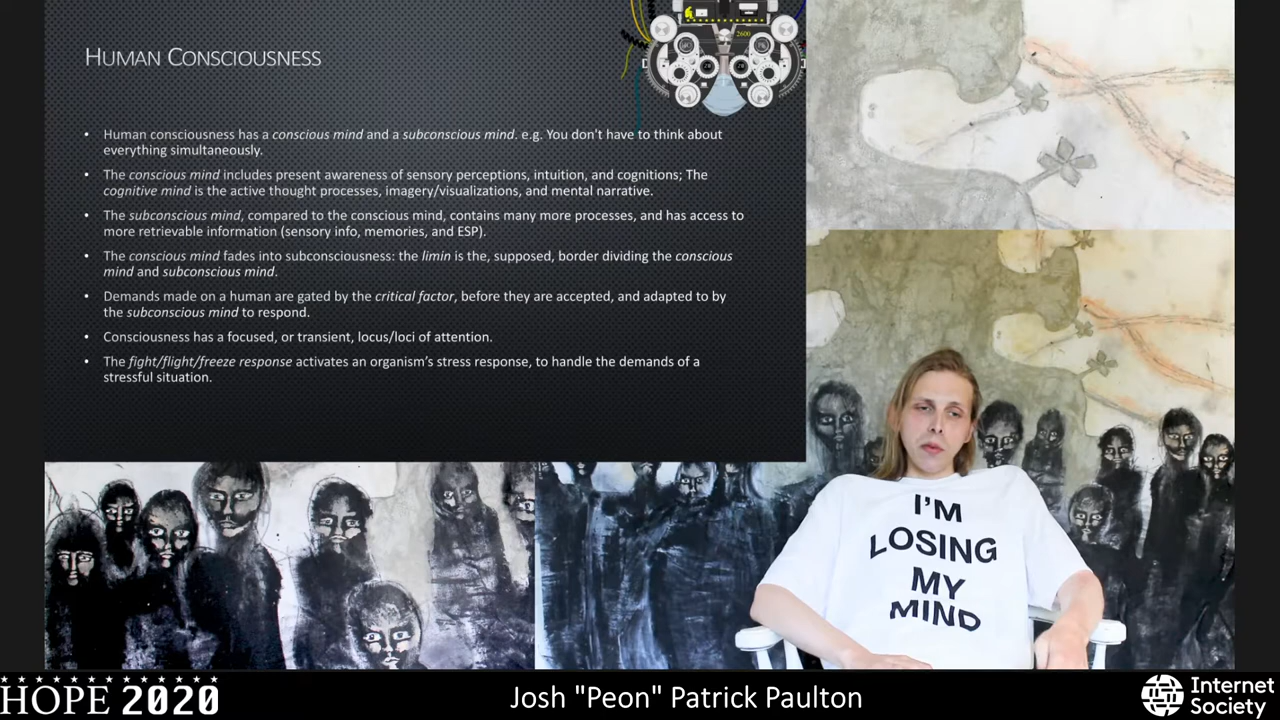 HUMAN CONSCIOUSNESS
2600
• Human consciousness has a conscious mind and a subconscious mind. e.g. You don't have to think about
everything simultaneously.
• The conscious mind includes present awareness of sensory perceptions, intuition, and cognitions; The
cognitive mind is the active thought processes, imagery/visualizations, and mental narrative.
• The subconscious mind, compared to the conscious mind, contains many more processes, and has access to
more retrievable information (sensory info, memories, and ESP).
• The conscious mind fades into subconsciousness: the limin is the, supposed, border dividing the conscious
mind and subconscious mind.
• Demands made on a human are gated by the critical factor, before they are accepted, and adapted to by
the subconscious mind to respond.
• Consciousness has a focused, or transient, locus/loci of attention.
• The fight/flight/freeze response activates an organism's stress response, to handle the demands of a
stressful situation.
I'M
LOSING
MY
MIND
HOPE 2020
Josh "Peon" Patrick Paulton
Internet
Society